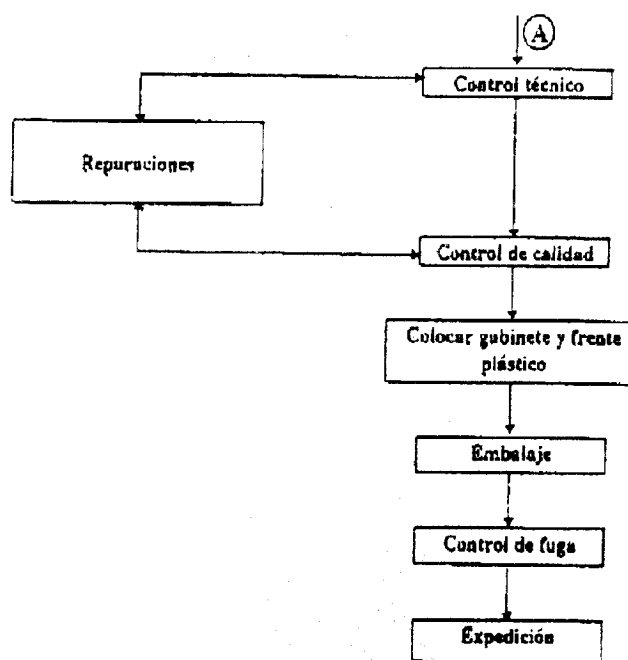 A
Control técnico
Reparaciones
Control de calidad
Colocar gabinete y frente
plástico
Embalaje
Control de fuga
Expedición